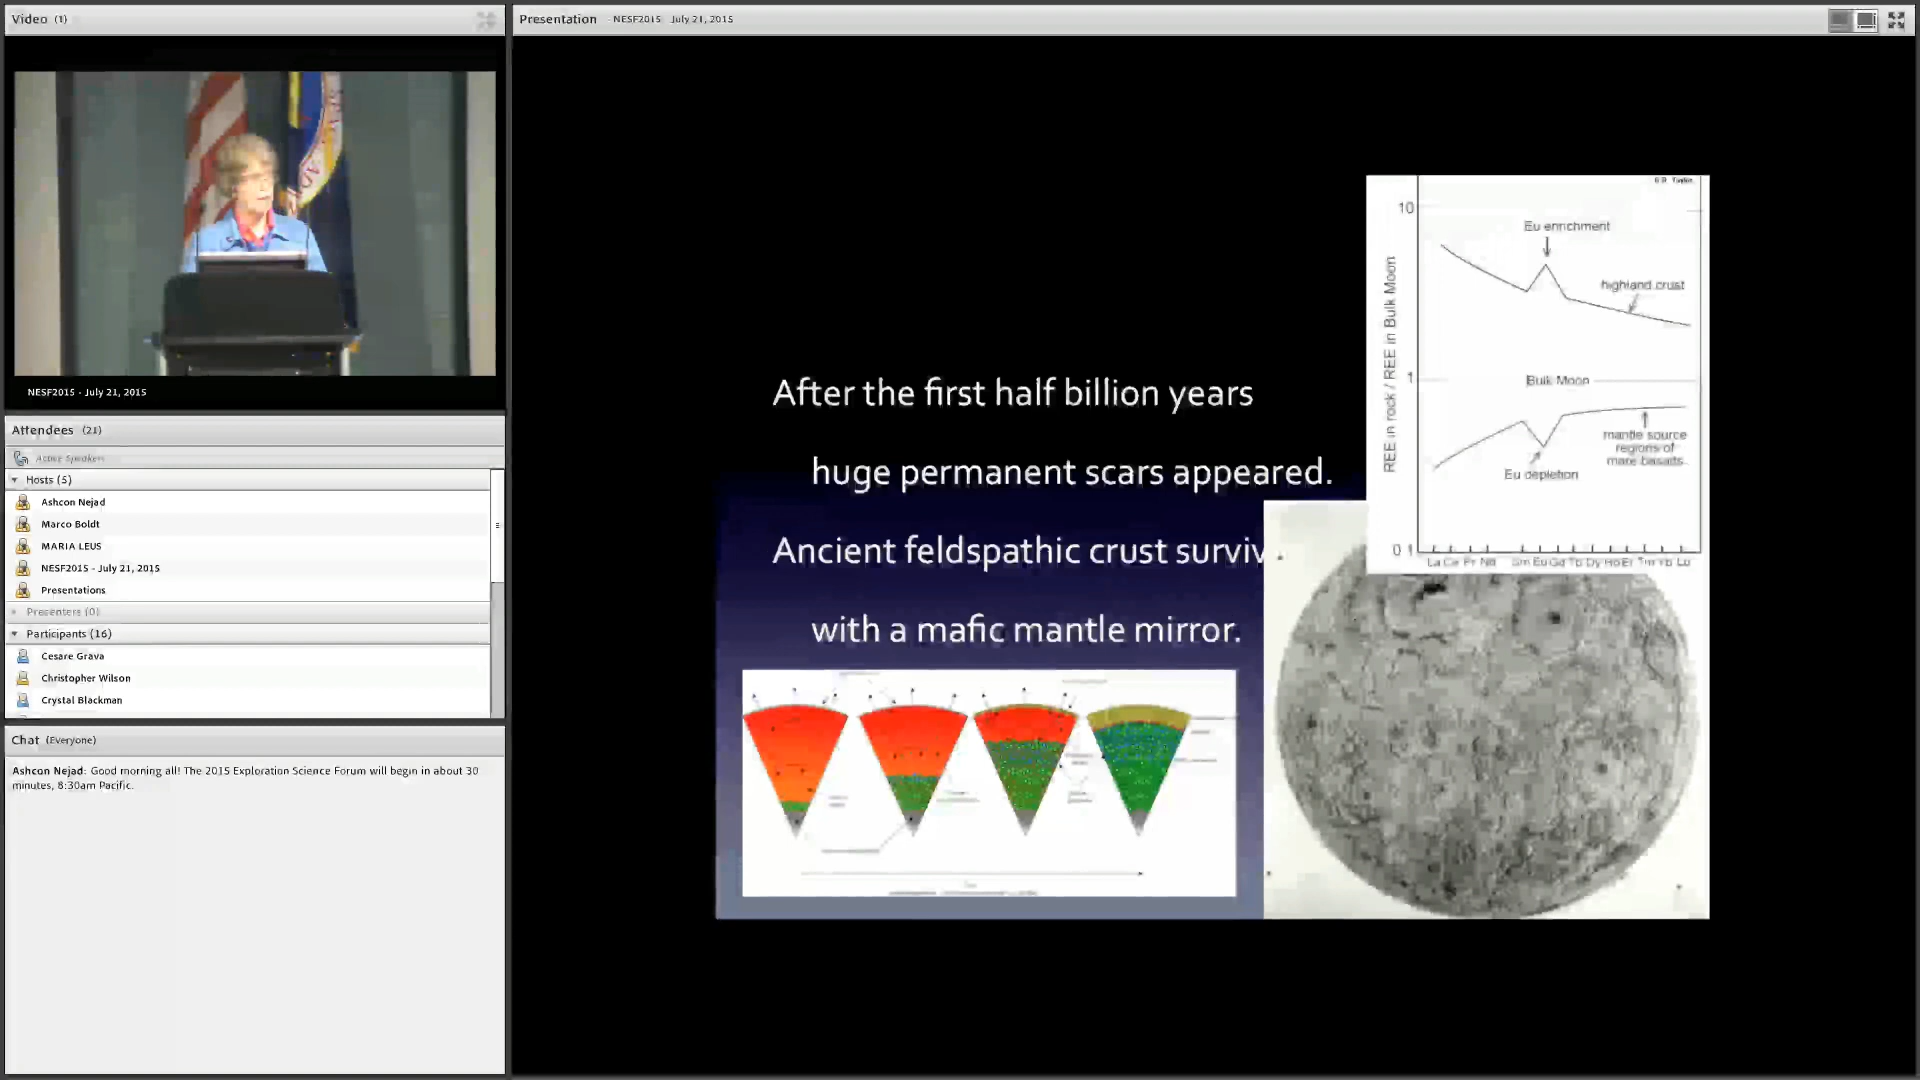 Video (1)
NESF2015 - July 21, 2015
Attendees (21)
Active Speakers
Hosts (5)
Ashcon Nejad
Marco Boldt
MARIA LEUS
NESF2015 - July 21, 2015
Presentations
Presenters (0)
Participants (16)
Cesare Grava
Christopher Wilson
Crystal Blackman
Chat (Everyone)
Ashcon Nejad: Good morning all! The 2015 Exploration Science Forum will begin in about 30
minutes, 8:30am Pacific.
Presentation - NESF2015 July 21, 2015
After the first half billion years
huge permanent scars appeared.
Ancient feldspathic crust surviv
with a mafic mantle mirror.
S.R. Taylor
REE in rock / REE in Bulk Moon
10
Eu enrichment
highland crust
1
Bulk Moon
mantle source
regions of
mare basalts
Eu depletion
0.1
La Ce Pr Nd Sm Eu Gd Tb Dy Ho Er Tm Yb Lu